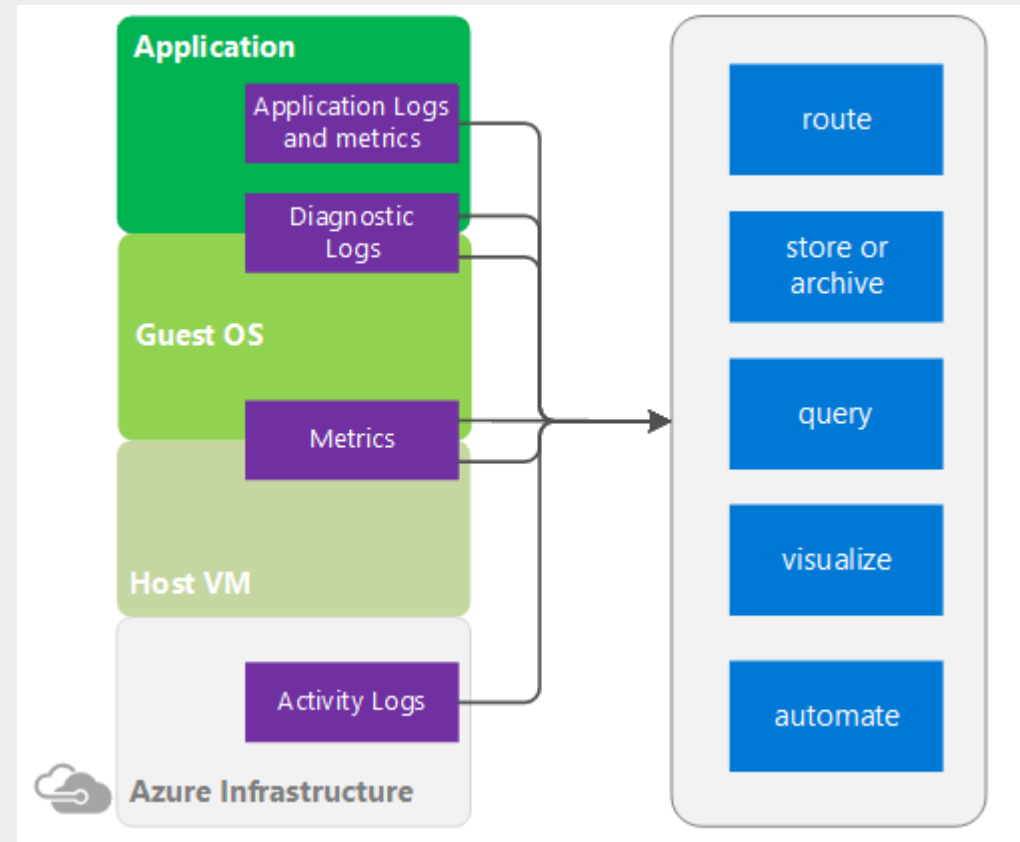 Application
Application Logs
and metrics
Diagnostic
Logs
Guest OS
Metrics
Host VM
Activity Logs
Azure Infrastructure
route
store or
archive
query
visualize
automate